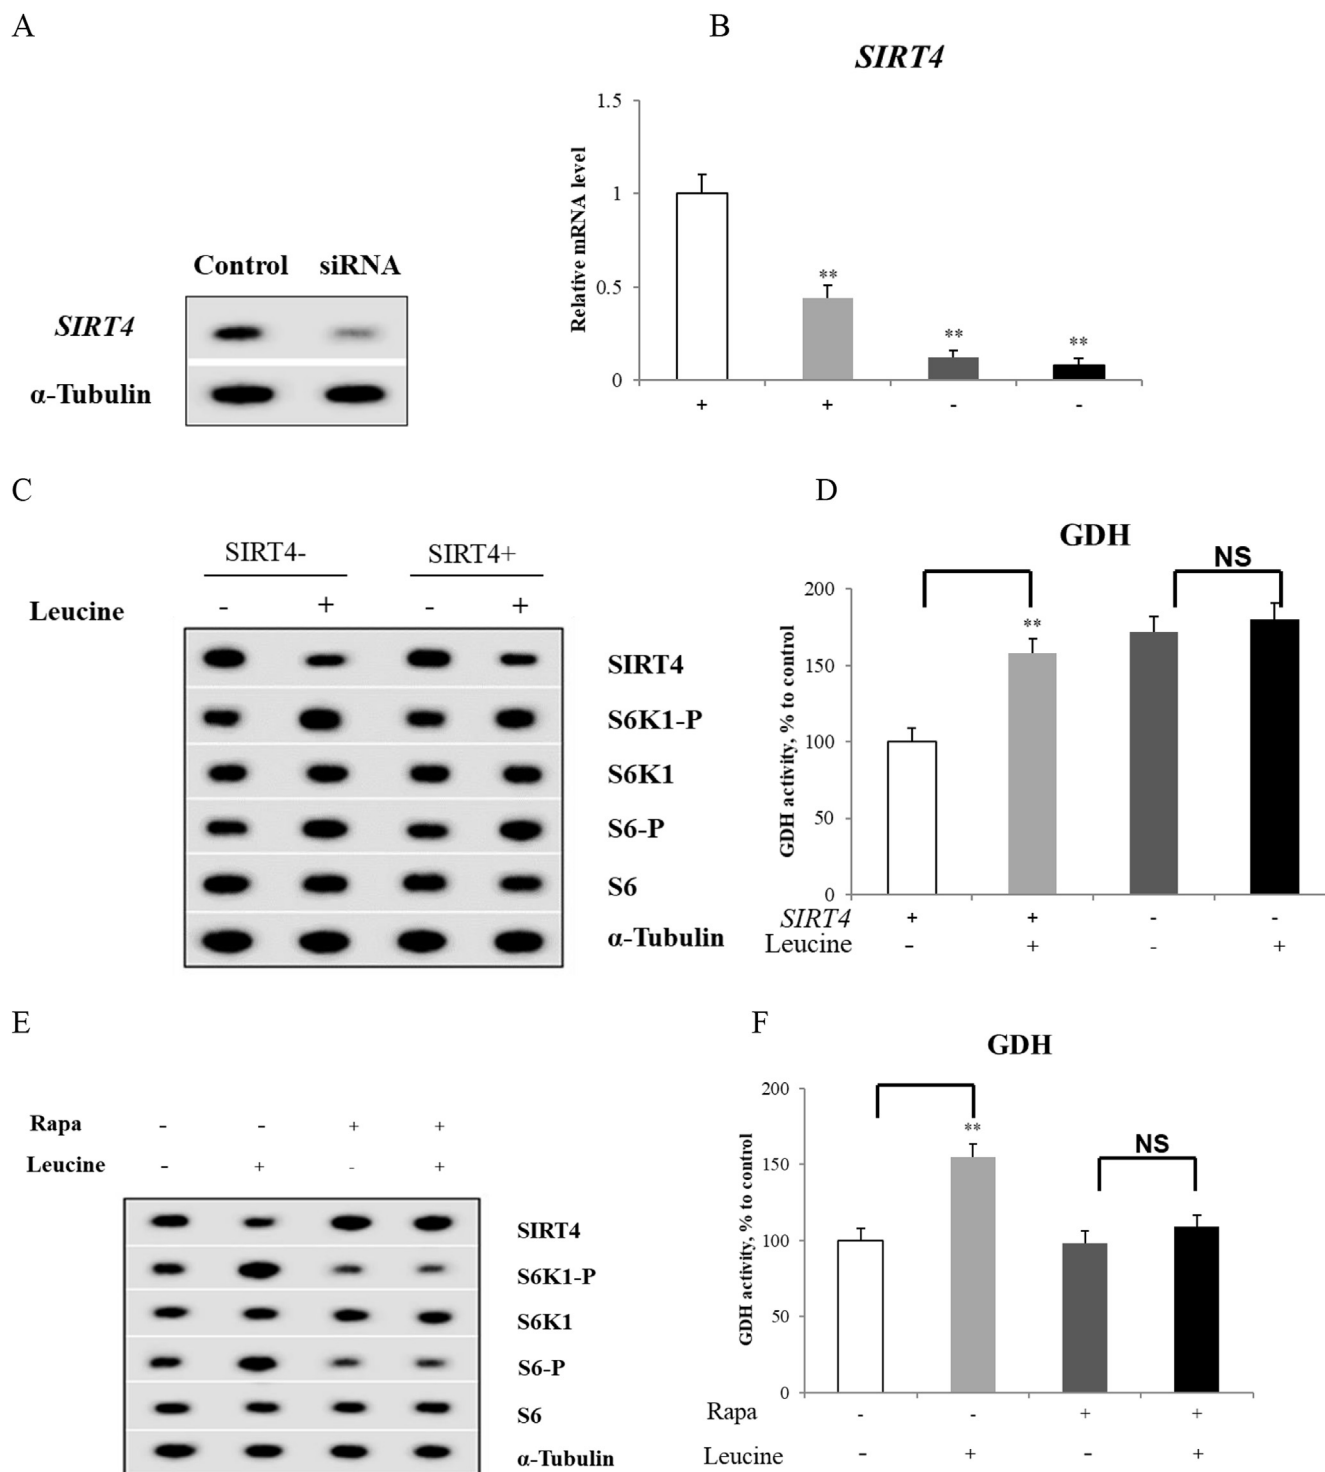 A
B
SIRT4
Relative mRNA level
1.5
1
0.5
0
**
**
**
+ + - -
Control siRNA
SIRT4
α-Tubulin
C
SIRT4- SIRT4+
Leucine - + - +
SIRT4
S6K1-P
S6K1
S6-P
S6
α-Tubulin
D
GDH
NS
**
GDH activity, % to control
200
150
100
50
0
SIRT4 + + - -
Leucine - + - +
E
Rapa - - + +
Leucine - + - +
SIRT4
S6K1-P
S6K1
S6-P
S6
α-Tubulin
F
GDH
**
NS
GDH activity, % to control
200
150
100
50
0
Rapa - - + +
Leucine - + - +